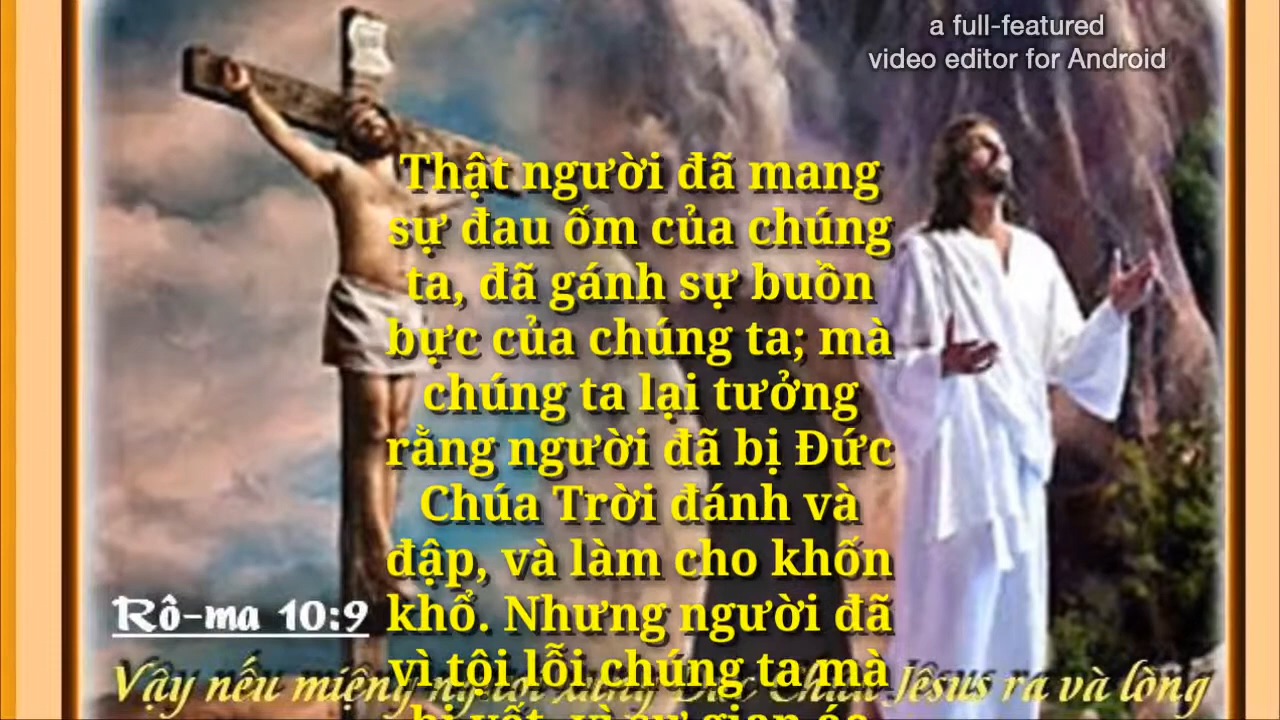 a full-featured
video editor for Android
Thật người đã mang
sự đau ốm của chúng
ta, đã gánh sự buồn
bực của chúng ta; mà
chúng ta lại tưởng
rằng người đã bị Đức
Chúa Trời đánh và
đập, và làm cho khốn
khổ. Nhưng người đã
vì tội lỗi chúng ta mà
Rô-ma 10:9
Vậy nếu miệng Chúa Jêsus ra và lòng